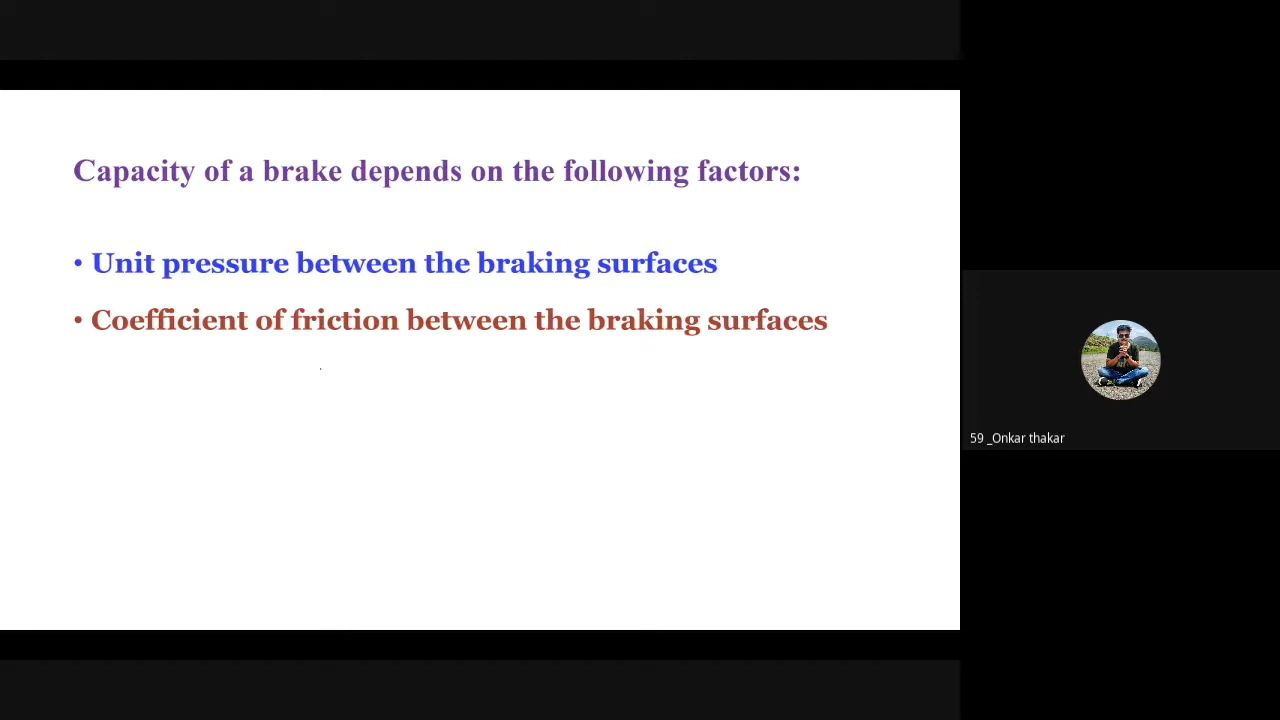 Capacity of a brake depends on the following factors:
• Unit pressure between the braking surfaces
• Coefficient of friction between the braking surfaces
59 _Onkar thakar